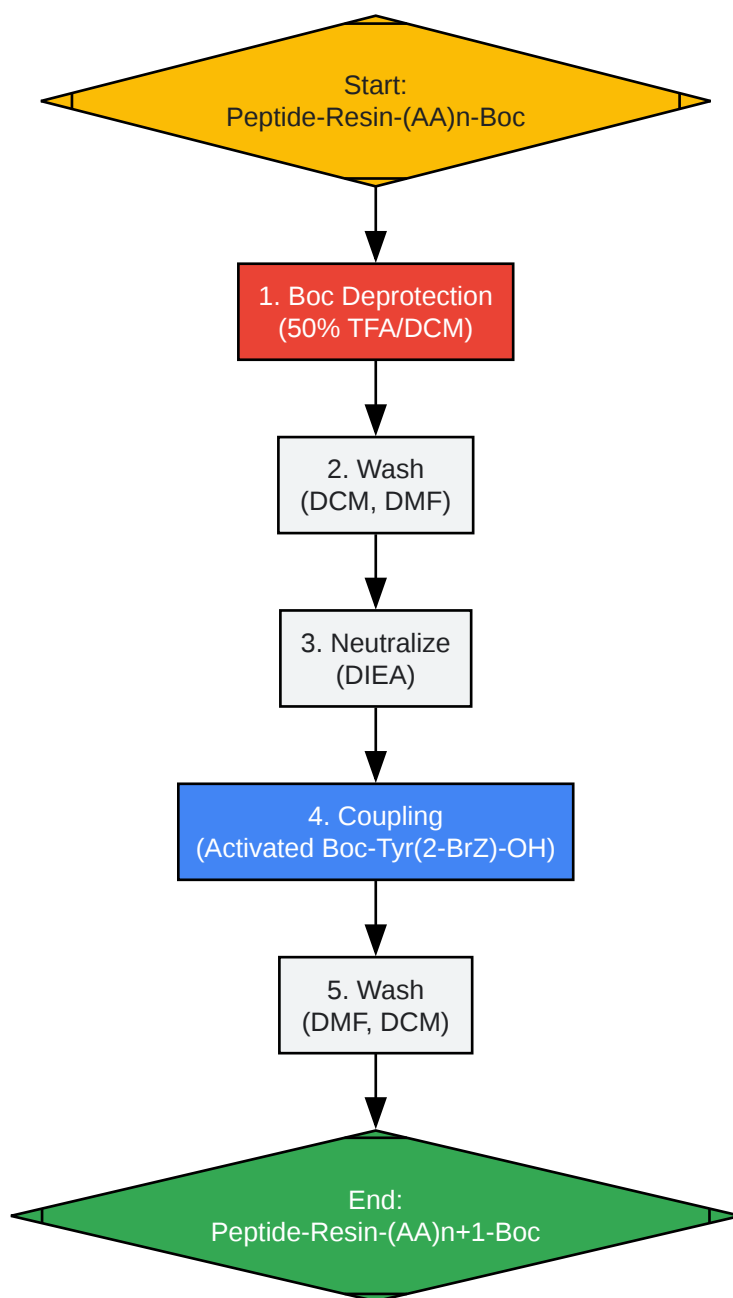 Start:
Peptide-Resin-(AA)n-Boc
1. Boc Deprotection
(50% TFA/DCM)
2. Wash
(DCM, DMF)
3. Neutralize
(DIEA)
4. Coupling
(Activated Boc-Tyr(2-BrZ)-OH)
5. Wash
(DMF, DCM)
End:
Peptide-Resin-(AA)n+1-Boc